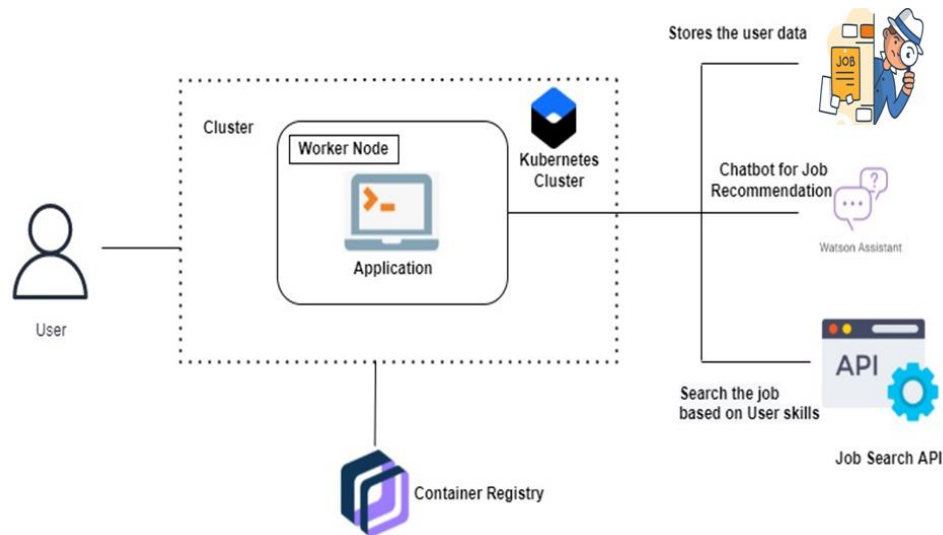 Stores the user data
JOB
Cluster
Worker Node
Kubernetes
Cluster
Application
Chatbot for Job
Recommendation
Watson Assistant
User
API
Search the job
based on User skills
Job Search API
Container Registry